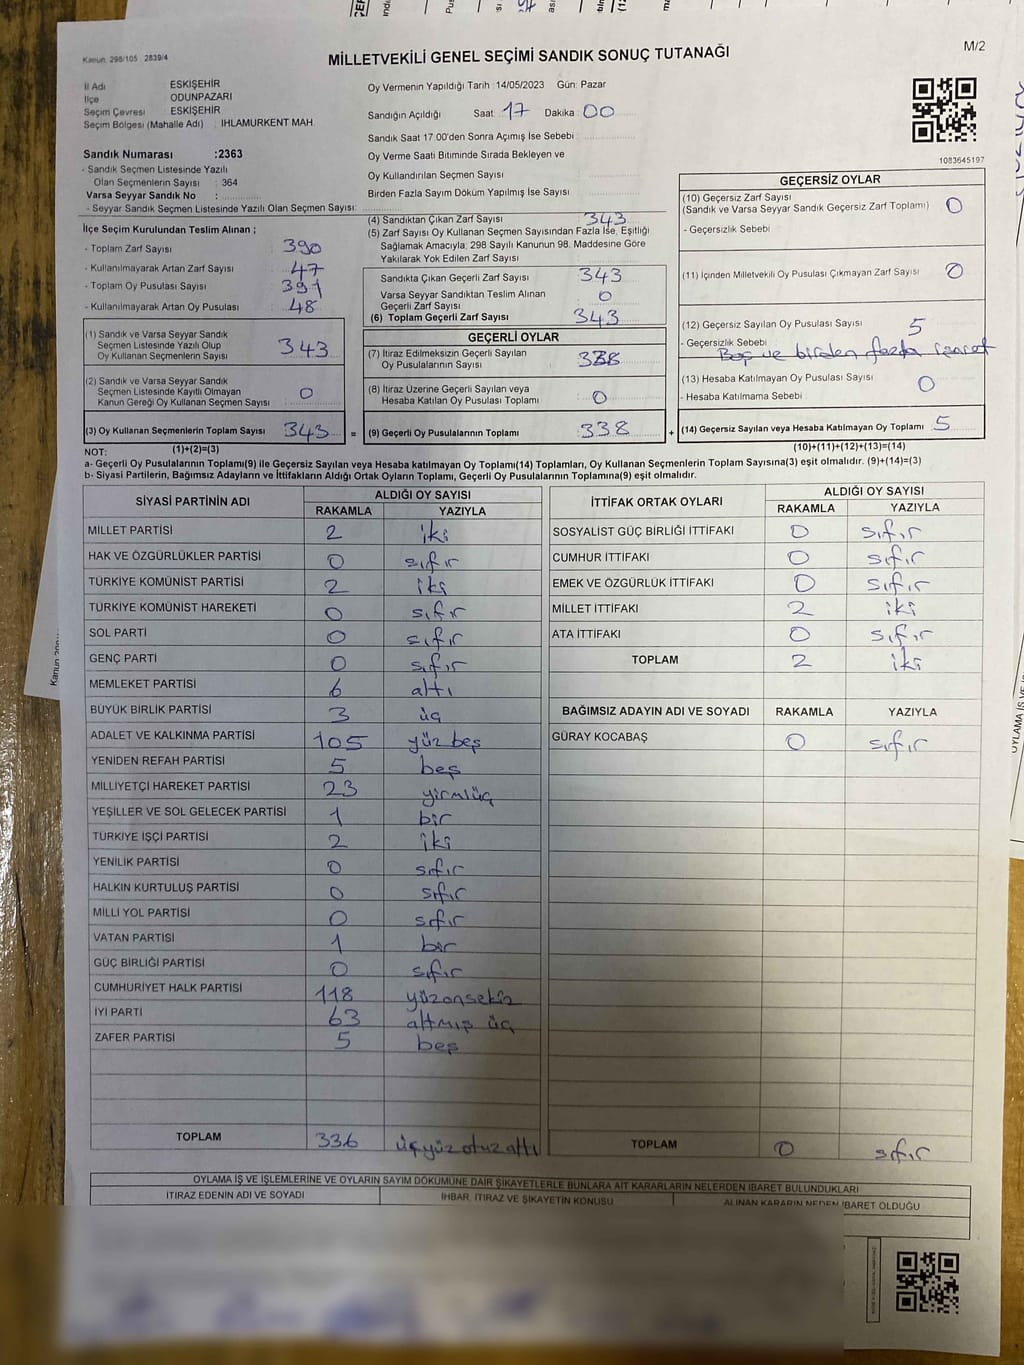 M/2
Kanun: 298/105 2839/4
MİLLETVEKİLİ GENEL SEÇİMİ SANDIK SONUÇ TUTANAĞI
İl Adı ESKİŞEHİR
İlçe ODUNPAZARI
Seçim Çevresi ESKİŞEHİR
Seçim Bölgesi (Mahalle Adı) : IHLAMURKENT MAH.
Sandık Numarası :2363
- Sandık Seçmen Listesinde Yazılı
Olan Seçmenlerin Sayısı : 364
Varsa Seyyar Sandık No :
- Seyyar Sandık Seçmen Listesinde Yazılı Olan Seçmen Sayısı:
Oy Vermenin Yapıldığı Tarih :14/05/2023 Gün: Pazar
Sandığın Açıldığı Saat 17 Dakika 00
Sandık Saat 17.00'den Sonra Açılmış İse Sebebi
Oy Verme Saati Bitiminde Sırada Bekleyen ve
Oy Kullandırılan Seçmen Sayısı
Birden Fazla Sayım Döküm Yapılmış İse Sayısı
1083645197
İlçe Seçim Kurulundan Teslim Alınan ;
- Toplam Zarf Sayısı 390
- Kullanılmayarak Artan Zarf Sayısı 47
- Toplam Oy Pusulası Sayısı 391
- Kullanılmayarak Artan Oy Pusulası 48
(1) Sandık ve Varsa Seyyar Sandık
Seçmen Listesinde Yazılı Olup
Oy Kullanan Seçmenlerin Sayısı 343
(2) Sandık ve Varsa Seyyar Sandık
Seçmen Listesinde Kayıtlı Olmayan
Kanun Gereği Oy Kullanan Seçmen Sayısı 0
(3) Oy Kullanan Seçmenlerin Toplam Sayısı 343 =
(1)+(2)=(3)
(4) Sandıktan Çıkan Zarf Sayısı 343
(5) Zarf Sayısı Oy Kullanan Seçmen Sayısından Fazla İse, Eşitliği
Sağlamak Amacıyla; 298 Sayılı Kanunun 98. Maddesine Göre
Yakılarak Yok Edilen Zarf Sayısı
Sandıkta Çıkan Geçerli Zarf Sayısı 343
Varsa Seyyar Sandıktan Teslim Alınan
Geçerli Zarf Sayısı 0
(6) Toplam Geçerli Zarf Sayısı 343
GEÇERLİ OYLAR
(7) İtiraz Edilmeksizin Geçerli Sayılan
Oy Pusulalarının Sayısı 338
(8) İtiraz Üzerine Geçerli Sayılan veya
Hesaba Katılan Oy Pusulası Toplamı 0
(9) Geçerli Oy Pusulalarının Toplamı 338 +
GEÇERSİZ OYLAR
(10) Geçersiz Zarf Sayısı
(Sandık ve Varsa Seyyar Sandık Geçersiz Zarf Toplamı) 0
- Geçersizlik Sebebi
(11) İçinden Milletvekili Oy Pusulası Çıkmayan Zarf Sayısı 0
(12) Geçersiz Sayılan Oy Pusulası Sayısı 5
- Geçersizlik Sebebi Boş ve birden fazla işaret
(13) Hesaba Katılmayan Oy Pusulası Sayısı 0
- Hesaba Katılmama Sebebi
(14) Geçersiz Sayılan veya Hesaba Katılmayan Oy Toplamı 5
(10)+(11)+(12)+(13)=(14)
NOT:
a- Geçerli Oy Pusulalarının Toplamı(9) ile Geçersiz Sayılan veya Hesaba katılmayan Oy Toplamı(14) Toplamları, Oy Kullanan Seçmenlerin Toplam Sayısına(3) eşit olmalıdır. (9)+(14)=(3)
b- Siyasi Partilerin, Bağımsız Adayların ve İttifakların Aldığı Ortak Oyların Toplamı, Geçerli Oy Pusulalarının Toplamına(9) eşit olmalıdır.
SİYASİ PARTİNİN ADI ALDIĞI OY SAYISI
RAKAMLA YAZIYLA
MİLLET PARTİSİ 2 iki
HAK VE ÖZGÜRLÜKLER PARTİSİ 0 sıfır
TÜRKİYE KOMÜNİST PARTİSİ 2 iki
TÜRKİYE KOMÜNİST HAREKETİ 0 sıfır
SOL PARTİ 0 sıfır
GENÇ PARTİ 0 sıfır
MEMLEKET PARTİSİ 6 altı
BÜYÜK BİRLİK PARTİSİ 3 üç
ADALET VE KALKINMA PARTİSİ 105 yüz beş
YENİDEN REFAH PARTİSİ 5 beş
MİLLİYETÇİ HAREKET PARTİSİ 23 yirmiüç
YEŞİLLER VE SOL GELECEK PARTİSİ 1 bir
TÜRKİYE İŞÇİ PARTİSİ 2 iki
YENİLİK PARTİSİ 0 sıfır
HALKIN KURTULUŞ PARTİSİ 0 sıfır
MİLLİ YOL PARTİSİ 0 sıfır
VATAN PARTİSİ 1 bir
GÜÇ BİRLİĞİ PARTİSİ 0 sıfır
CUMHURİYET HALK PARTİSİ 118 yüzonsekiz
İYİ PARTİ 63 altmış üç
ZAFER PARTİSİ 5 beş
TOPLAM 336 üçyüz otuz altı
İTTİFAK ORTAK OYLARI ALDIĞI OY SAYISI
RAKAMLA YAZIYLA
SOSYALİST GÜÇ BİRLİĞİ İTTİFAKI 0 sıfır
CUMHUR İTTİFAKI 0 sıfır
EMEK VE ÖZGÜRLÜK İTTİFAKI 0 sıfır
MİLLET İTTİFAKI 2 iki
ATA İTTİFAKI 0 sıfır
TOPLAM 2 iki
BAĞIMSIZ ADAYIN ADI VE SOYADI RAKAMLA YAZIYLA
GÜRAY KOCABAŞ 0 sıfır
TOPLAM 0 sıfır
OYLAMA İŞ VE İŞLEMLERİNE VE OYLARIN SAYIM DÖKÜMÜNE DAİR ŞİKAYETLERLE BUNLARA AİT KARARLARIN NELERDEN İBARET BULUNDUKLARI
İTİRAZ EDENİN ADI VE SOYADI İHBAR, İTİRAZ VE ŞİKAYETİN KONUSU ALINAN KARARIN NEDEN İBARET OLDUĞU